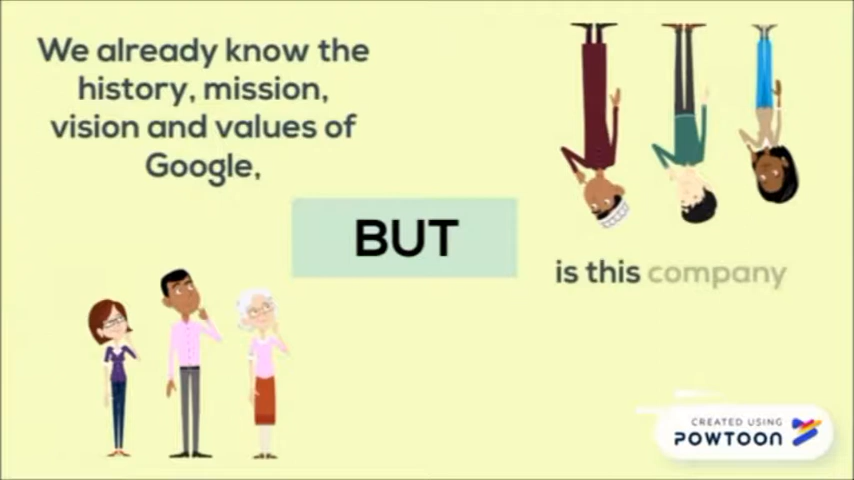 We already know the
history, mission,
vision and values of
Google,
BUT
is this company
CREATED USING
POWTOON